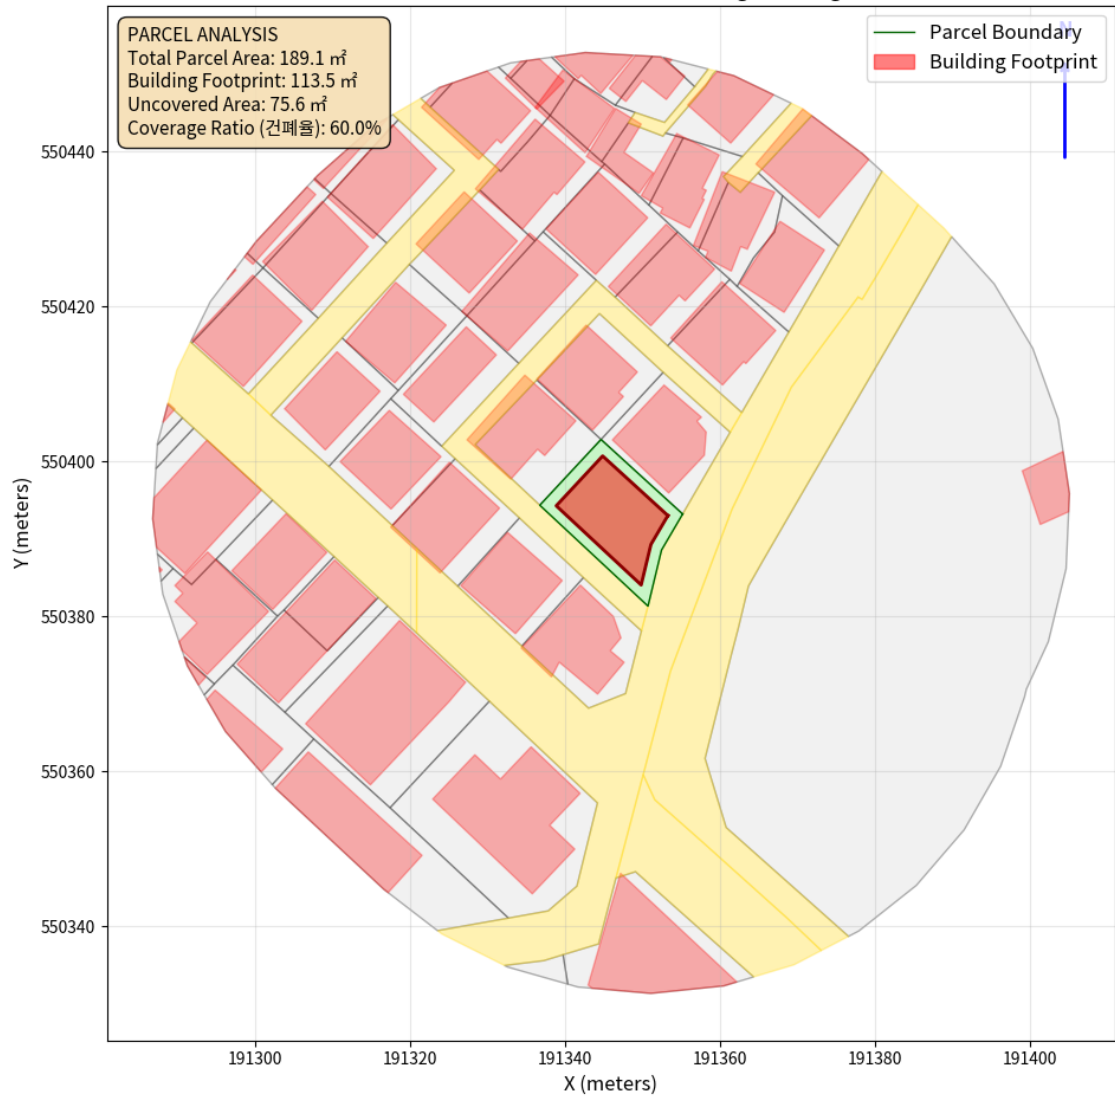 PARCEL ANALYSIS
Total Parcel Area: 189.1 ㎡
Building Footprint: 113.5 ㎡
Uncovered Area: 75.6 ㎡
Coverage Ratio (건폐율): 60.0%
N
Parcel Boundary
Building Footprint
550440
550420
550400
550380
550360
550340
Y (meters)
191300
191320
191340
191360
191380
191400
X (meters)